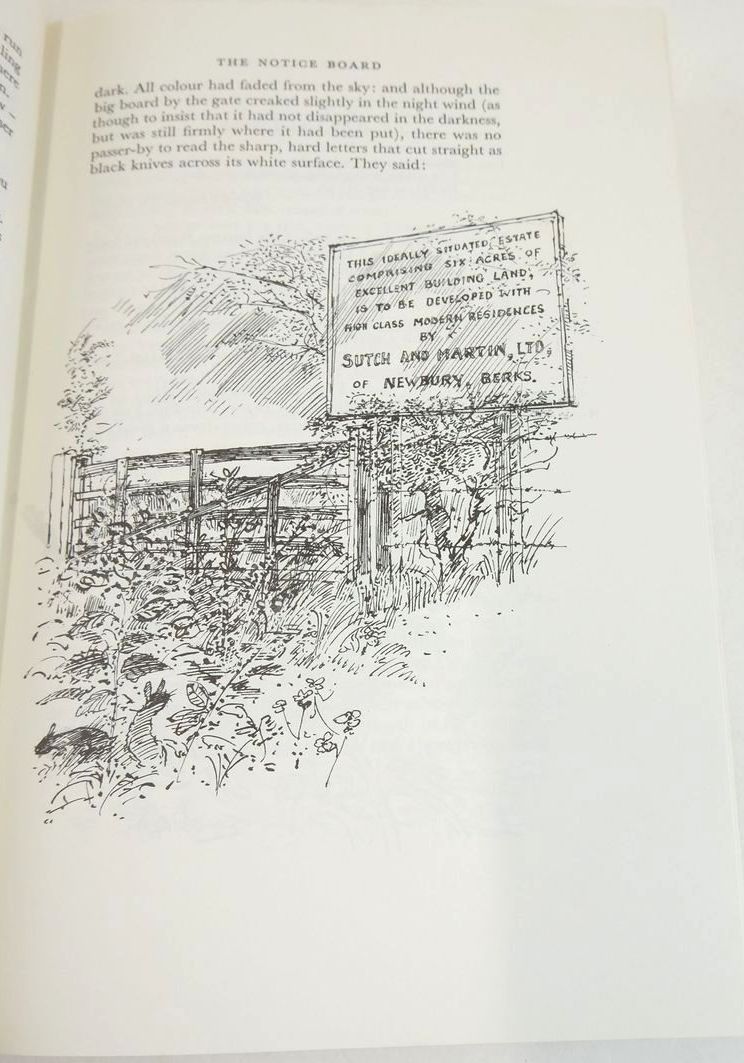 run
ling
here
n.
v –
per
u
THE NOTICE BOARD
dark. All colour had faded from the sky: and although the
big board by the gate creaked slightly in the night wind (as
though to insist that it had not disappeared in the darkness,
but was still firmly where it had been put), there was no
passer-by to read the sharp, hard letters that cut straight as
black knives across its white surface. They said:
THIS IDEALLY SITUATED ESTATE
COMPRISING SIX ACRES OF
EXCELLENT BUILDING LAND,
IS TO BE DEVELOPED WITH
HIGH CLASS MODERN RESIDENCES
BY
SUTCH AND MARTIN, LTD,
OF NEWBURY, BERKS.